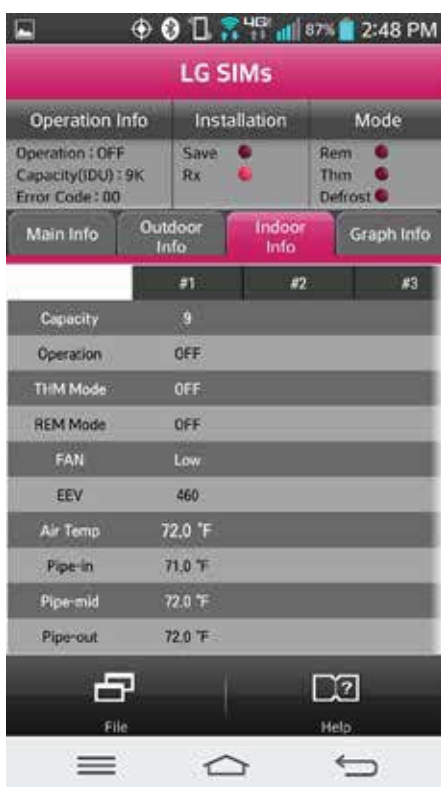 4G 87% 2:48 PM
LG SIMs
Operation Info Installation Mode
Operation : OFF Save Rem
Capacity(IDU) : 9K Rx Thm
Error Code : 00 Defrost
Main Info Outdoor Info Indoor Info Graph Info
#1 #2 #3
Capacity 9
Operation OFF
THM Mode OFF
REM Mode OFF
FAN Low
EEV 460
Air Temp 72.0 °F
Pipe-in 71.0 °F
Pipe-mid 72.0 °F
Pipe-out 72.0 °F
?
File Help